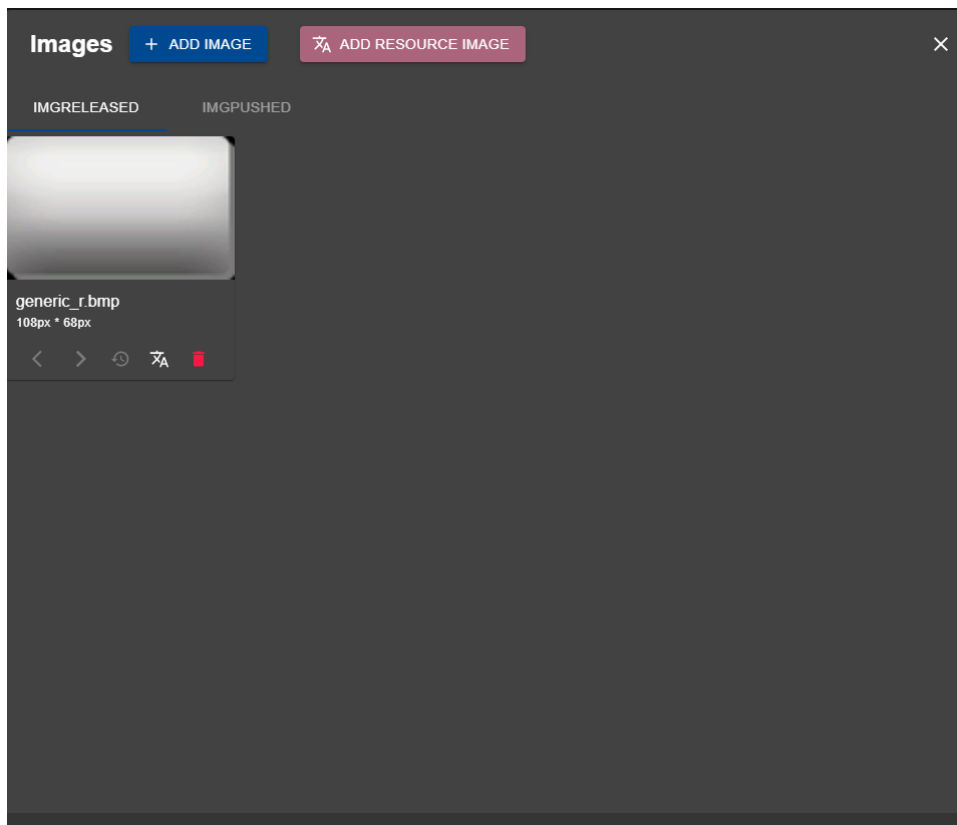 Images
+ ADD IMAGE
ADD RESOURCE IMAGE
IMGRELEASED
IMGPUSHED
generic_r.bmp
108px * 68px